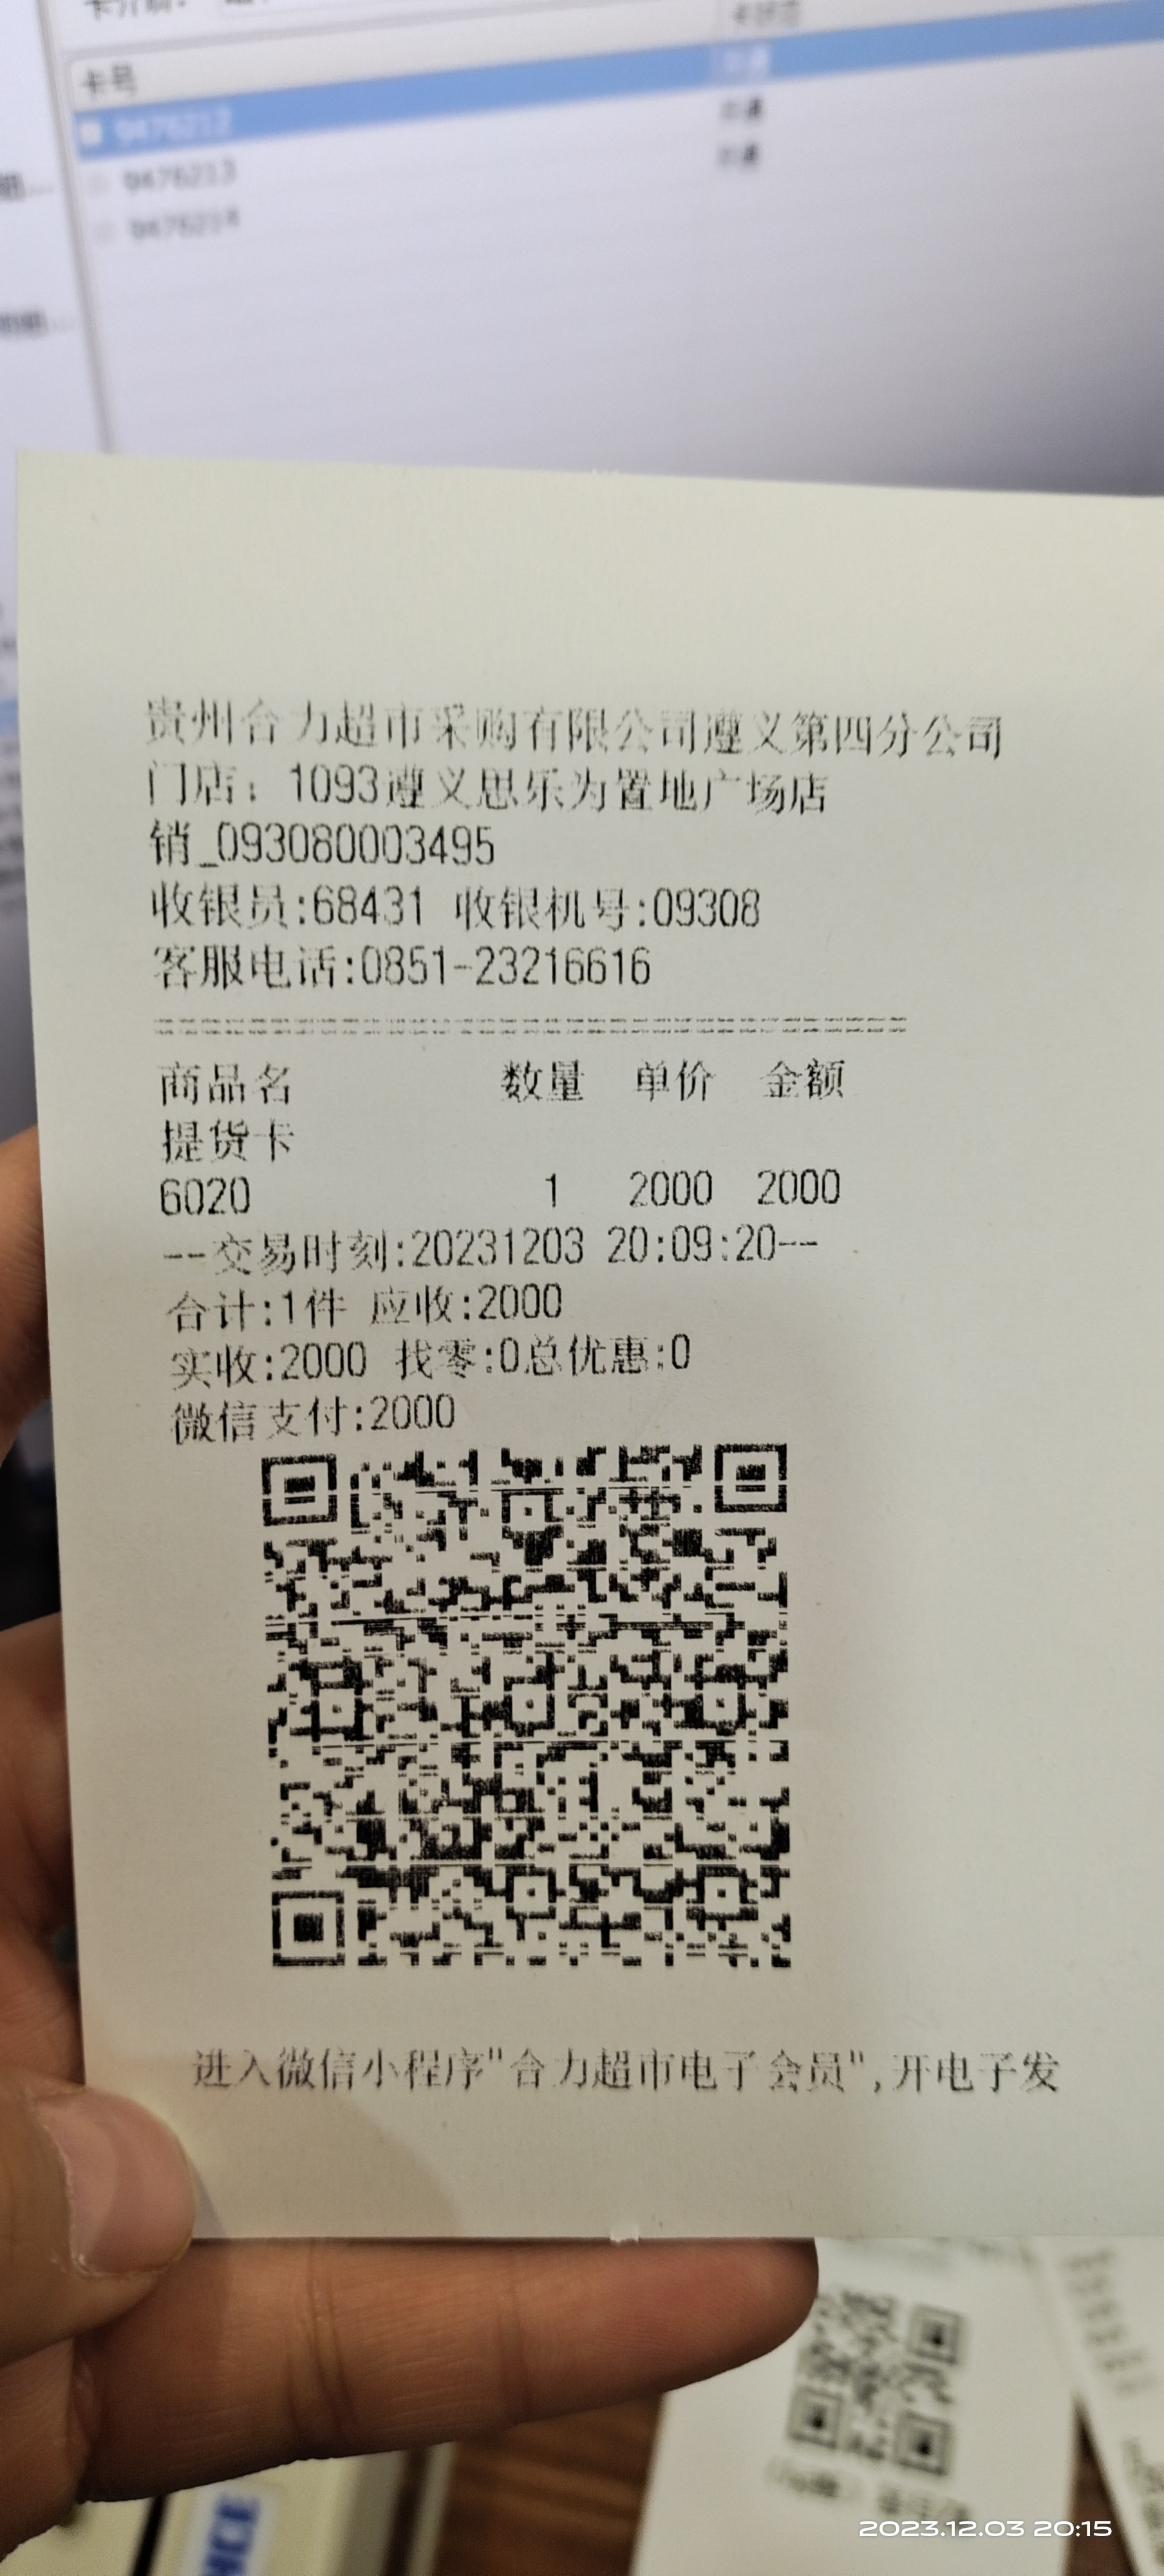 卡号
卡状态
9476212
9476213
9476214
贵州合力超市采购有限公司遵义第四分公司
门店：1093遵义思乐为置地广场店
销_093080003495
收银员:68431 收银机号:09308
客服电话:0851-23216616
商品名 数量 单价 金额
提货卡
6020 1 2000 2000
--交易时刻:20231203 20:09:20--
合计:1件 应收:2000
实收:2000 找零:0总优惠:0
微信支付:2000
进入微信小程序"合力超市电子会员",开电子发
2023.12.03 20:15